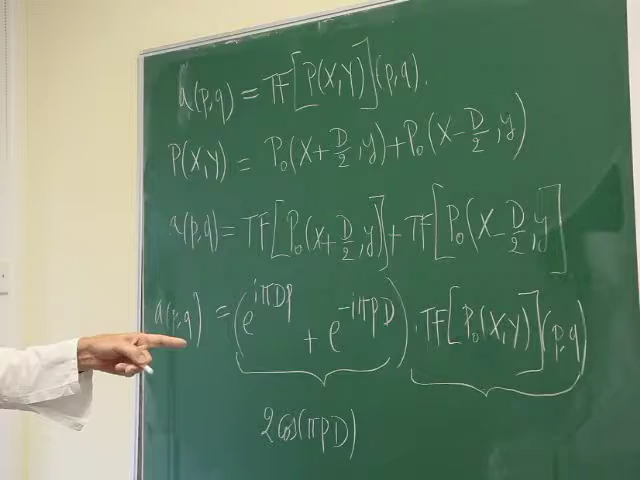 a(p,q) = TF[P(X,Y)](p,q).
P(X,Y) = P₀(X+D/2,y)+P₀(X−D/2,y)
a(p,q) = TF[P₀(X+D/2,y]+TF[P₀(X−D/2,y]
a(p,q) = (e^{iπDp} + e^{-iπpD}).TF[P₀(X,Y)](p,q)
2cos(πpD)